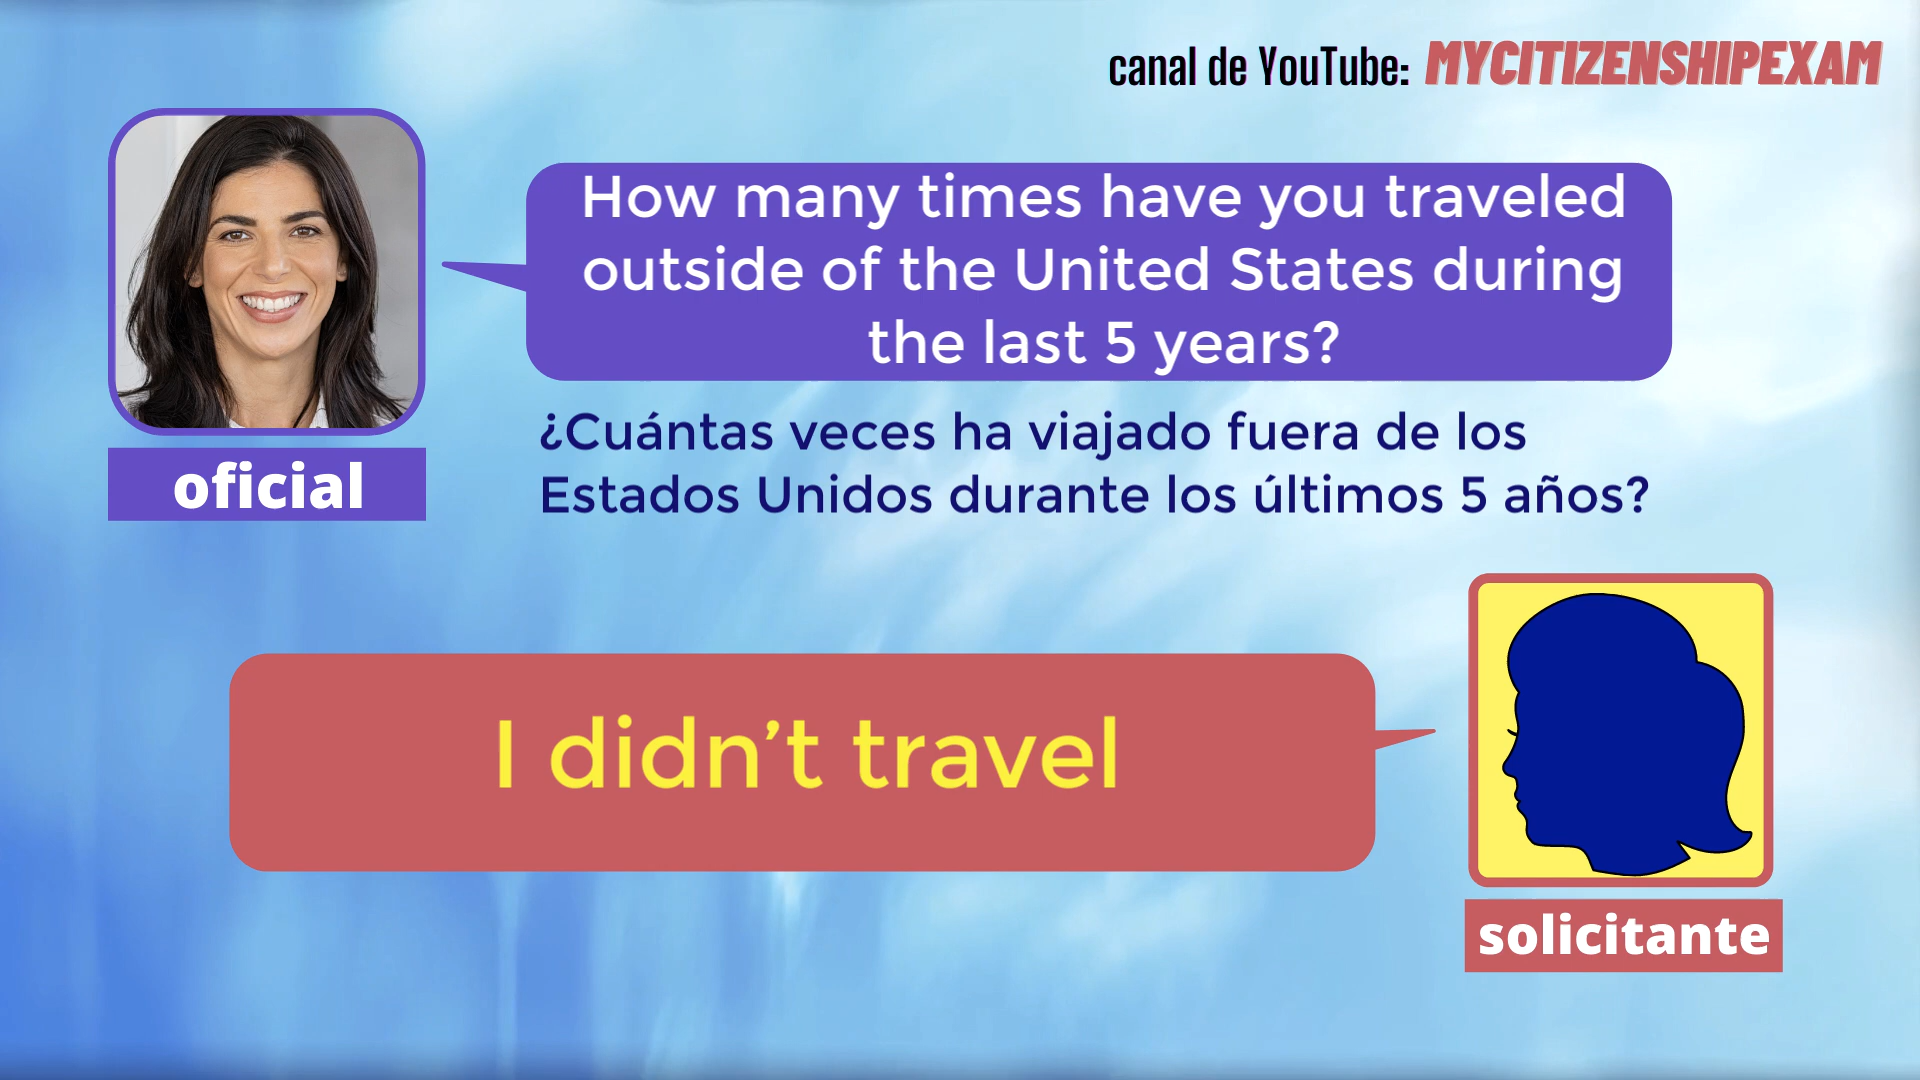 canal de YouTube: MYCITIZENSHIPEXAM
How many times have you traveled
outside of the United States during
the last 5 years?
oficial
¿Cuántas veces ha viajado fuera de los
Estados Unidos durante los últimos 5 años?
I didn’t travel
solicitante